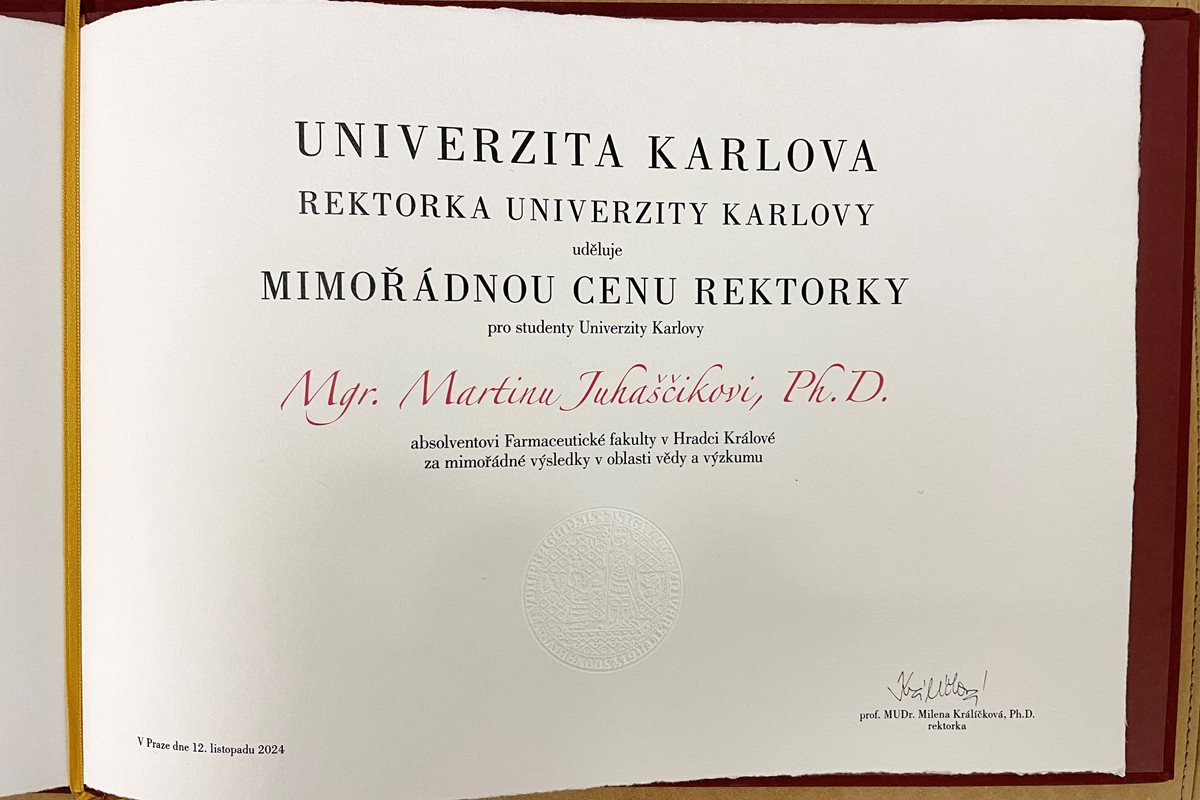 UNIVERZITA KARLOVA
REKTORKA UNIVERZITY KARLOVY
uděluje
MIMOŘÁDNOU CENU REKTORKY
pro studenty Univerzity Karlovy
Mgr. Martinu Juhaščikovi, Ph.D.
absolventovi Farmaceutické fakulty v Hradci Králové
za mimořádné výsledky v oblasti vědy a výzkumu
prof. MUDr. Milena Králíčková, Ph.D.
rektorka
V Praze dne 12. listopadu 2024